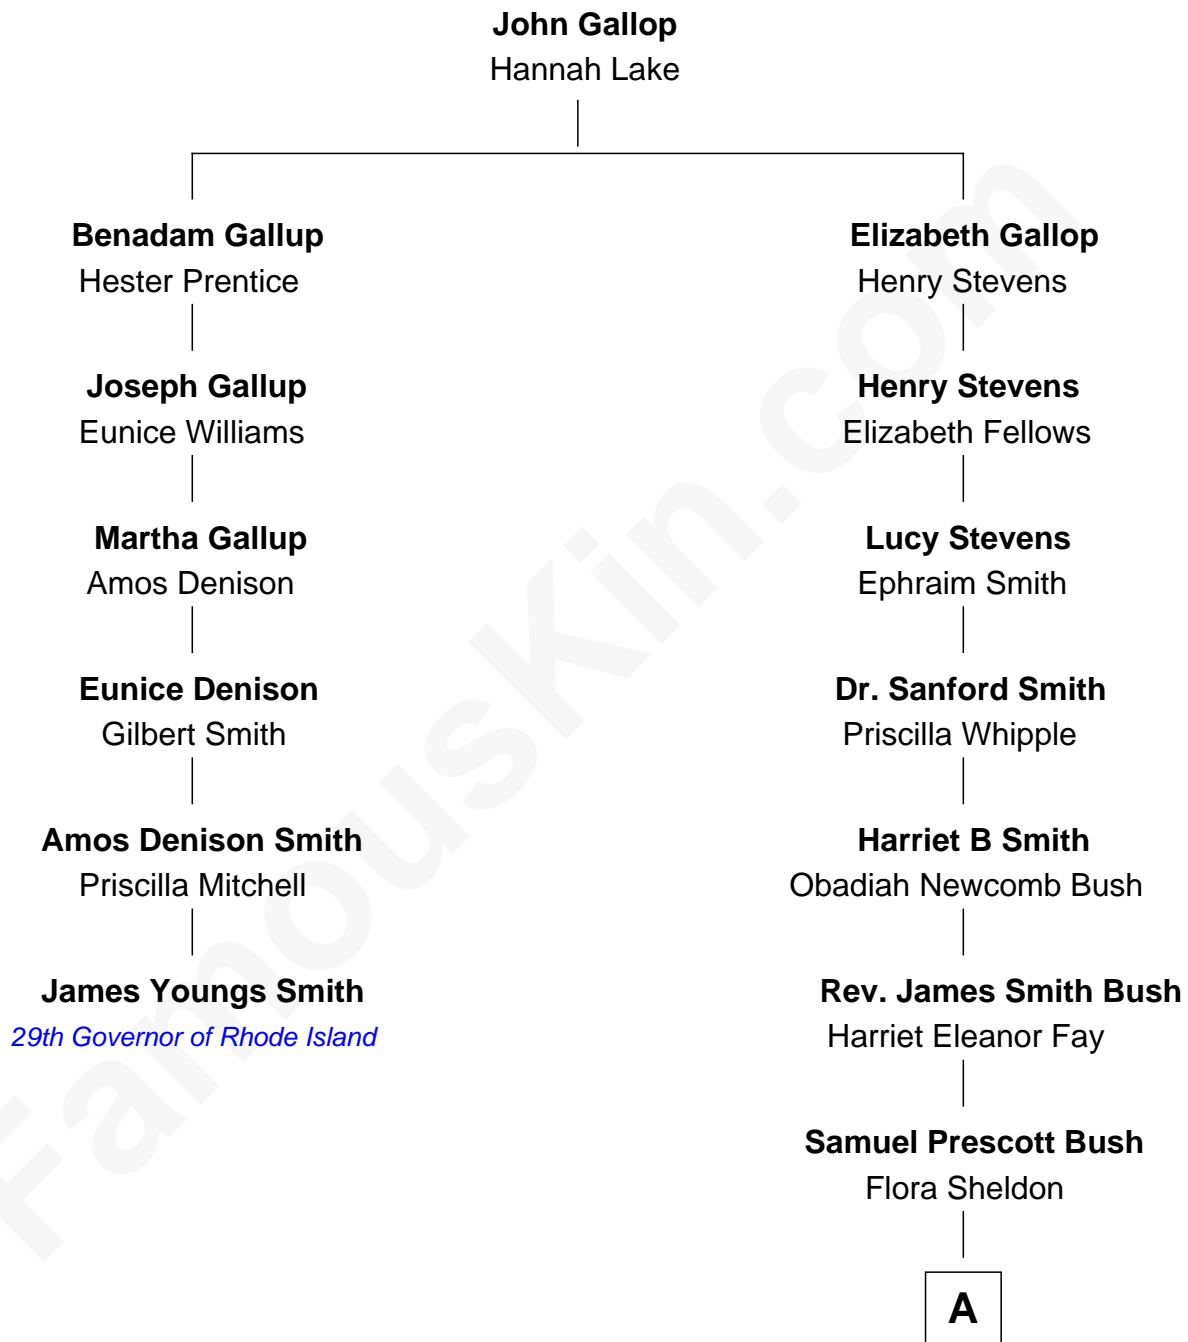 John Gallop
Hannah Lake
Benadam Gallup
Hester Prentice
Elizabeth Gallop
Henry Stevens
Joseph Gallup
Eunice Williams
Henry Stevens
Elizabeth Fellows
Martha Gallup
Amos Denison
Lucy Stevens
Ephraim Smith
Eunice Denison
Gilbert Smith
Dr. Sanford Smith
Priscilla Whipple
Amos Denison Smith
Priscilla Mitchell
Harriet B Smith
Obadiah Newcomb Bush
James Youngs Smith
29th Governor of Rhode Island
Rev. James Smith Bush
Harriet Eleanor Fay
Samuel Prescott Bush
Flora Sheldon
A
FamousKin.com